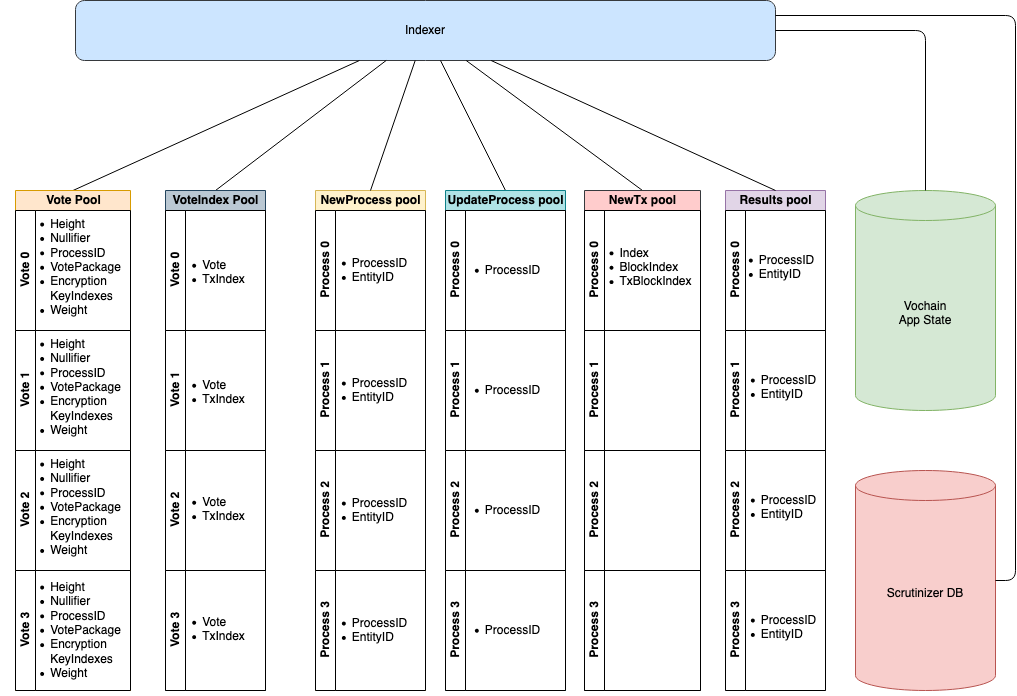 Indexer
Vote Pool
Vote 0
Height
Nullifier
ProcessID
VotePackage
Encryption
KeyIndexes
Weight
Vote 1
Height
Nullifier
ProcessID
VotePackage
Encryption
KeyIndexes
Weight
Vote 2
Height
Nullifier
ProcessID
VotePackage
Encryption
KeyIndexes
Weight
Vote 3
Height
Nullifier
ProcessID
VotePackage
Encryption
KeyIndexes
Weight
VoteIndex Pool
Vote 0
Vote
TxIndex
Vote 1
Vote
TxIndex
Vote 2
Vote
TxIndex
Vote 3
Vote
TxIndex
NewProcess pool
Process 0
ProcessID
EntityID
Process 1
ProcessID
EntityID
Process 2
ProcessID
EntityID
Process 3
ProcessID
EntityID
UpdateProcess pool
Process 0
ProcessID
Process 1
ProcessID
Process 2
ProcessID
Process 3
ProcessID
NewTx pool
Process 0
Index
BlockIndex
TxBlockIndex
Process 1
Process 2
Process 3
Results pool
Process 0
ProcessID
EntityID
Process 1
ProcessID
EntityID
Process 2
ProcessID
EntityID
Process 3
ProcessID
EntityID
Vochain
App State
Scrutinizer DB